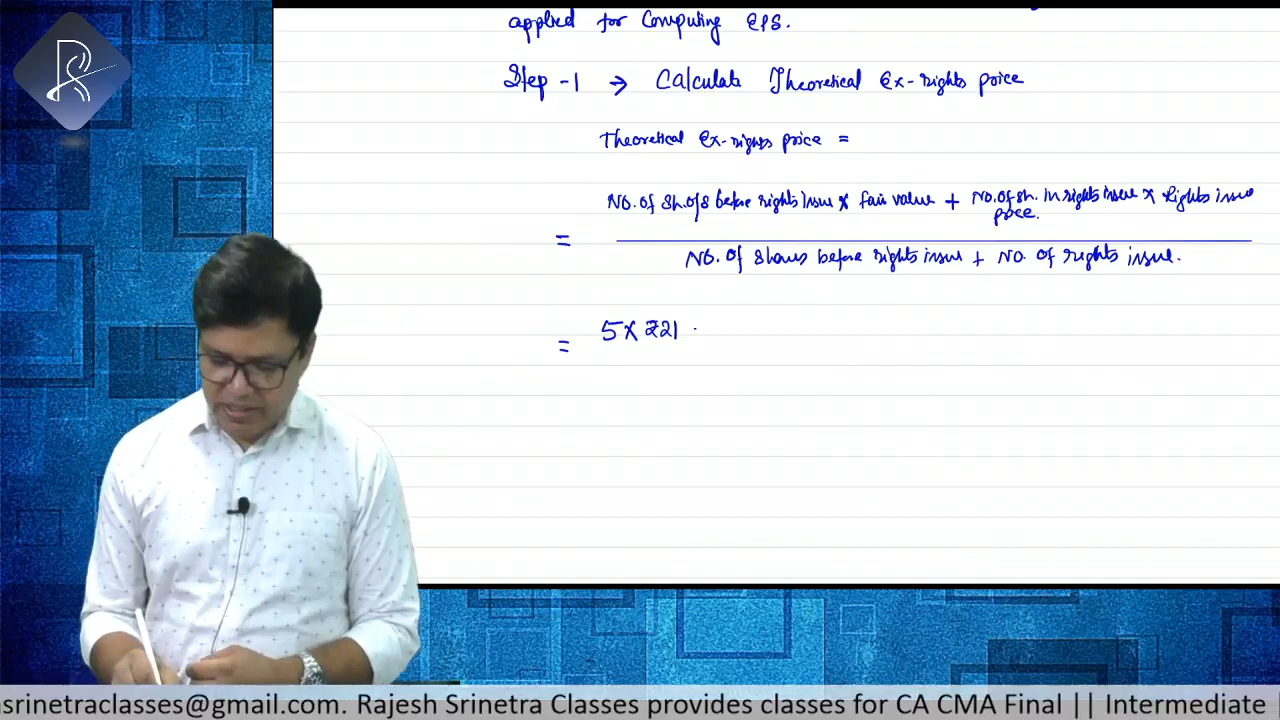 applied for Computing EPS.
Step -1 → Calculate Theoretical Ex-rights price
Theoretical Ex-rights price =
= No. of Sh. o/s before rights issue x fair value + No. of sh. in rights issue x Rights issue
price.
No. of shares before rights issue + No. of rights issue.
= 5 x ₹21
RS
srinetraclasses@gmail.com. Rajesh Srinetra Classes provides classes for CA CMA Final || Intermediate